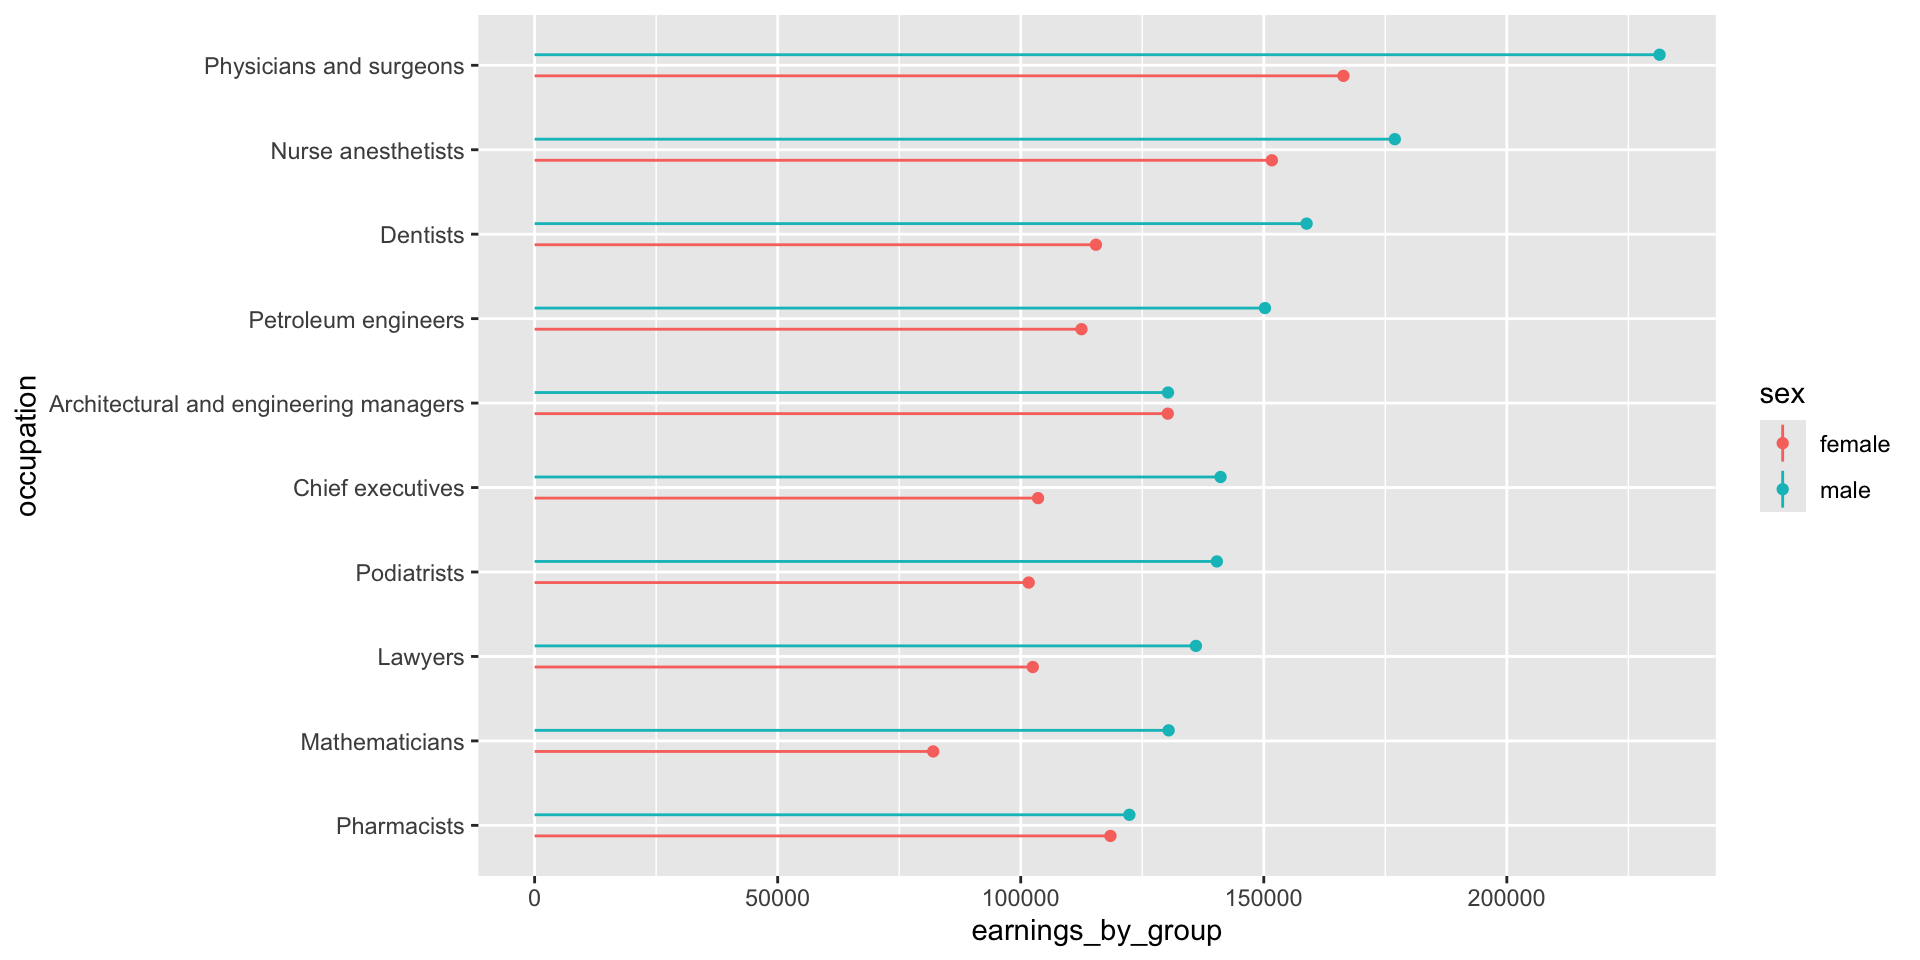 Physicians and surgeons
Nurse anesthetists
Dentists
Petroleum engineers
Architectural and engineering managers
Chief executives
Podiatrists
Lawyers
Mathematicians
Pharmacists
occupation
0 50000 100000 150000 200000
earnings_by_group
sex
female
male